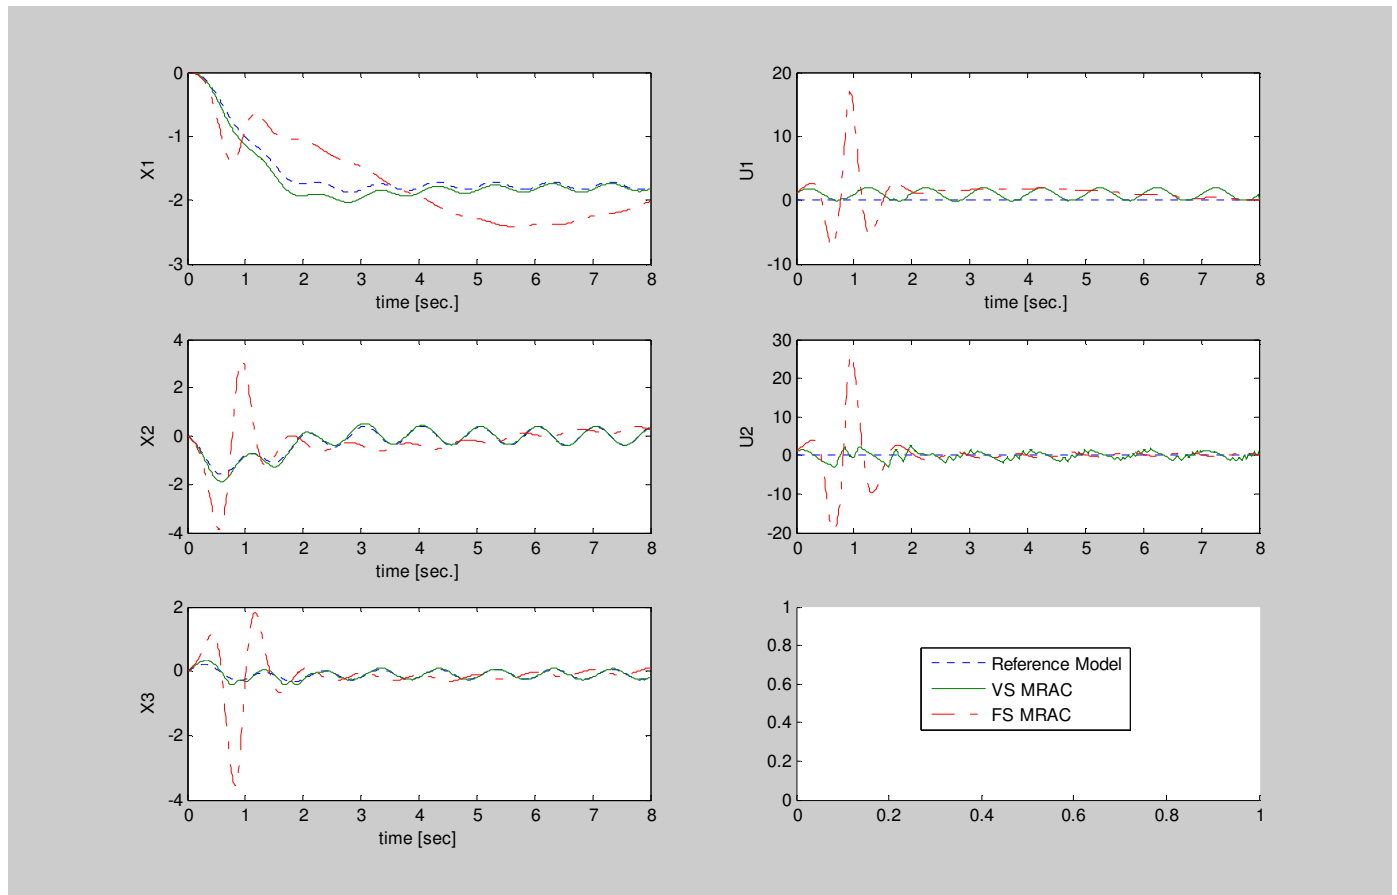 0
-1
-2
-3
X1
0 1 2 3 4 5 6 7 8
time [sec.]
20
10
0
-10
U1
0 1 2 3 4 5 6 7 8
time [sec.]
4
2
0
-2
-4
X2
0 1 2 3 4 5 6 7 8
time [sec.]
30
20
10
0
-10
-20
U2
0 1 2 3 4 5 6 7 8
2
0
-2
-4
X3
0 1 2 3 4 5 6 7 8
time [sec]
1
0.8
0.6
0.4
0.2
0
0 0.2 0.4 0.6 0.8 1
Reference Model
VS MRAC
FS MRAC